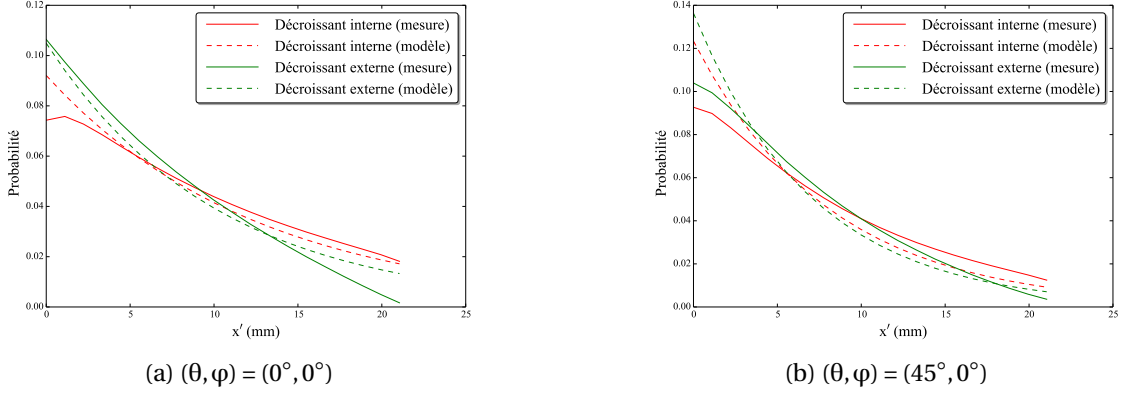 0.12
0.10
0.08
0.06
0.04
0.02
0.00
Probabilité
0
5
10
15
20
25
x′ (mm)
Décroissant interne (mesure)
Décroissant interne (modèle)
Décroissant externe (mesure)
Décroissant externe (modèle)
(a) (θ, φ) = (0°, 0°)
0.14
0.12
0.10
0.08
0.06
0.04
0.02
0.00
Probabilité
0
5
10
15
20
25
x′ (mm)
Décroissant interne (mesure)
Décroissant interne (modèle)
Décroissant externe (mesure)
Décroissant externe (modèle)
(b) (θ, φ) = (45°, 0°)